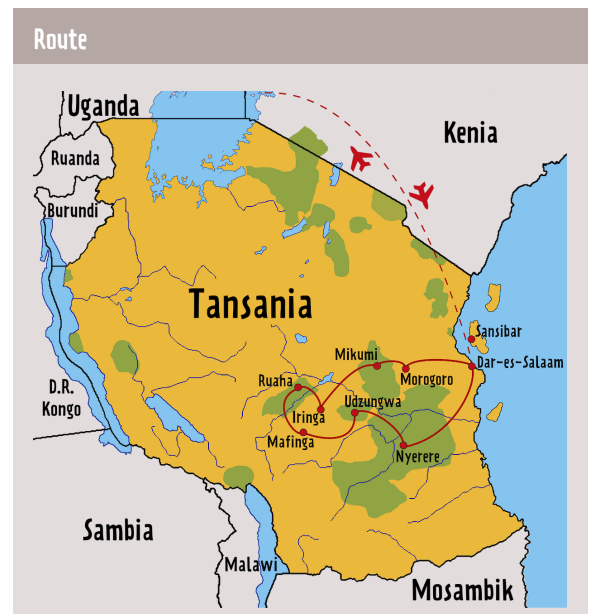 Route
Uganda
Kenia
Ruanda
Burundi
Tansania
Sansibar
Mikumi
Dar-es-Salaam
Morogoro
Ruaha
D.R.
Kongo
Udzungwa
Iringa
Mafinga
Nyerere
Sambia
Malawi
Mosambik